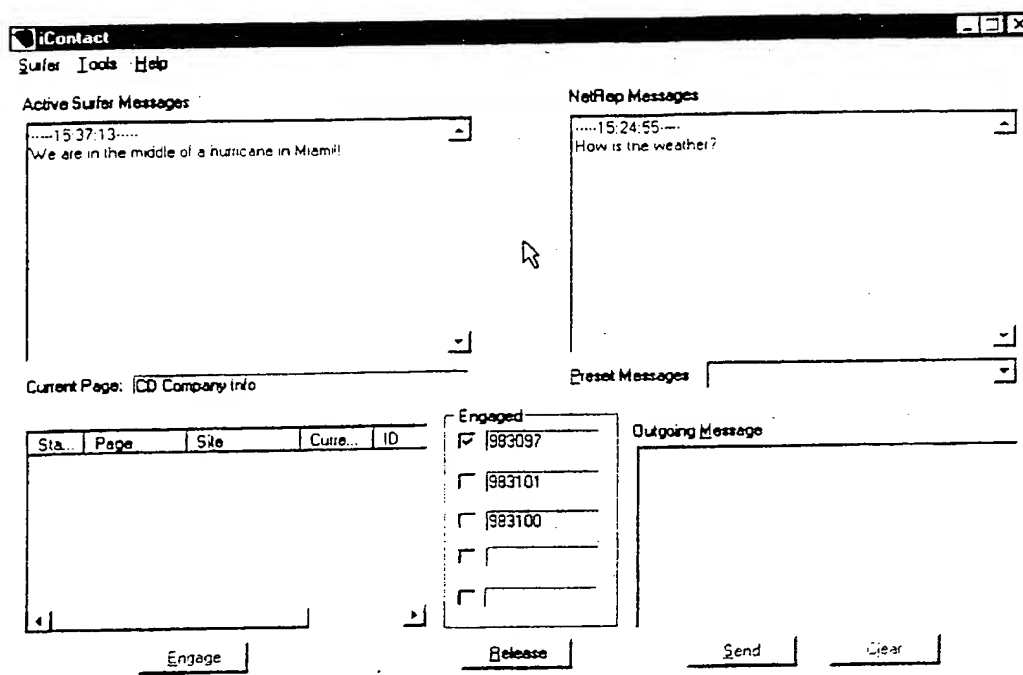 iContact
Surfer Tools Help
Active Surfer Messages
-----15:37:13-----
We are in the middle of a hurricane in Miami!
NetRep Messages
-----15:24:55-----
How is the weather?
Current Page: CD Company Info
Preset Messages
Sta... Page Site Curre... ID
Engaged
983097
983101
983100
Outgoing Message
Engage
Release
Send
Clear